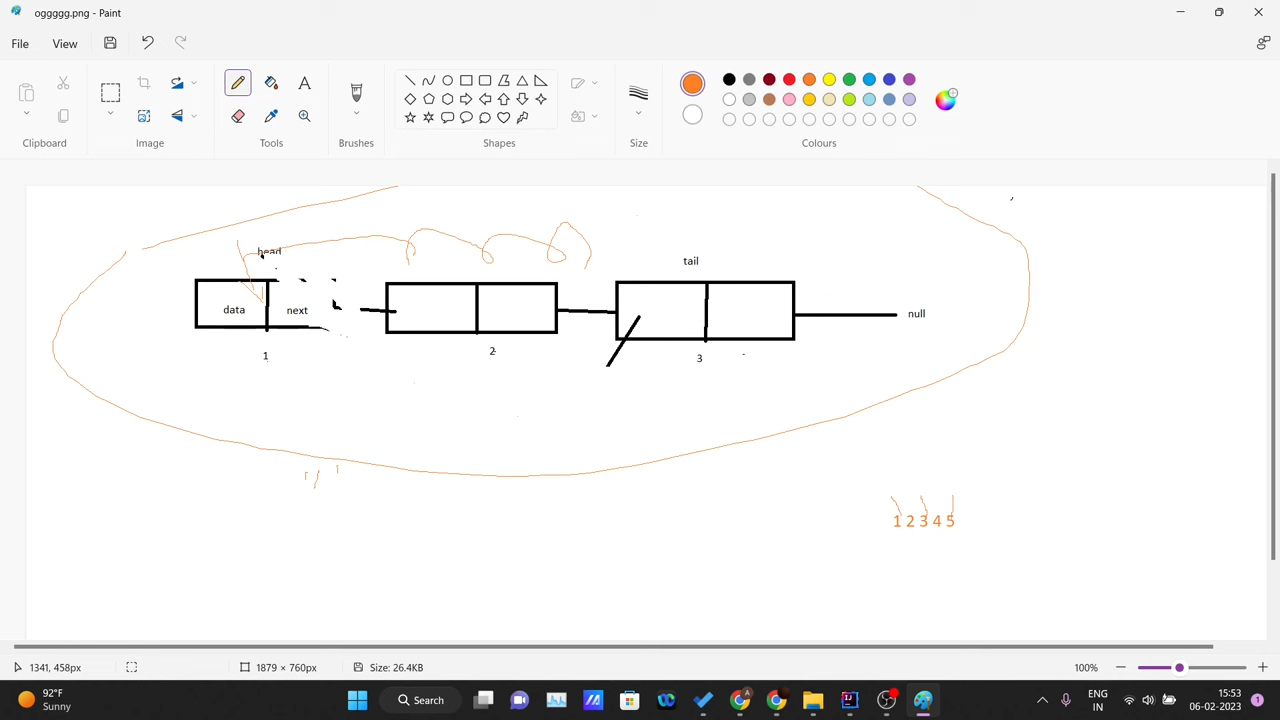 oggggg.png - Paint
File View
Clipboard Image Tools Brushes Shapes Size Colours
head
tail
data next
null
1 2 3
1 2 3 4 5
1341, 458px 1879 × 760px Size: 26.4KB 100%
92°F
Sunny
Search
ENG
IN
15:53
06-02-2023
1